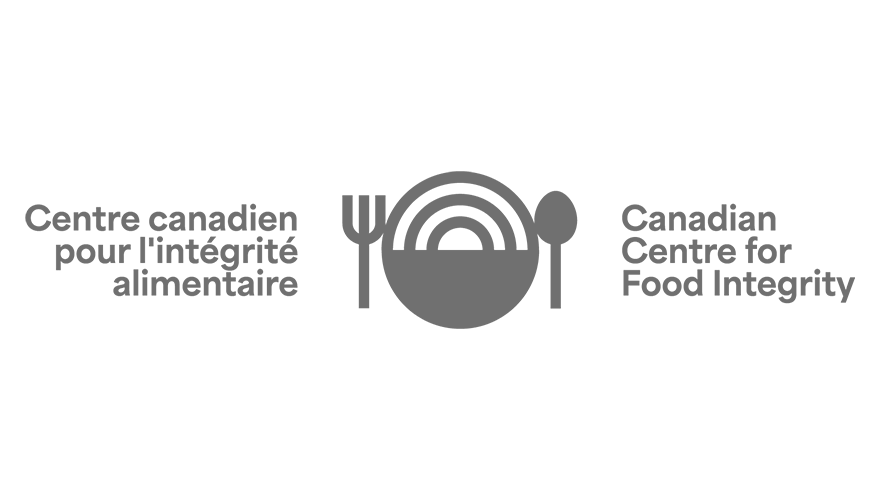 Centre canadien
pour l'intégrité
alimentaire
Canadian
Centre for
Food Integrity